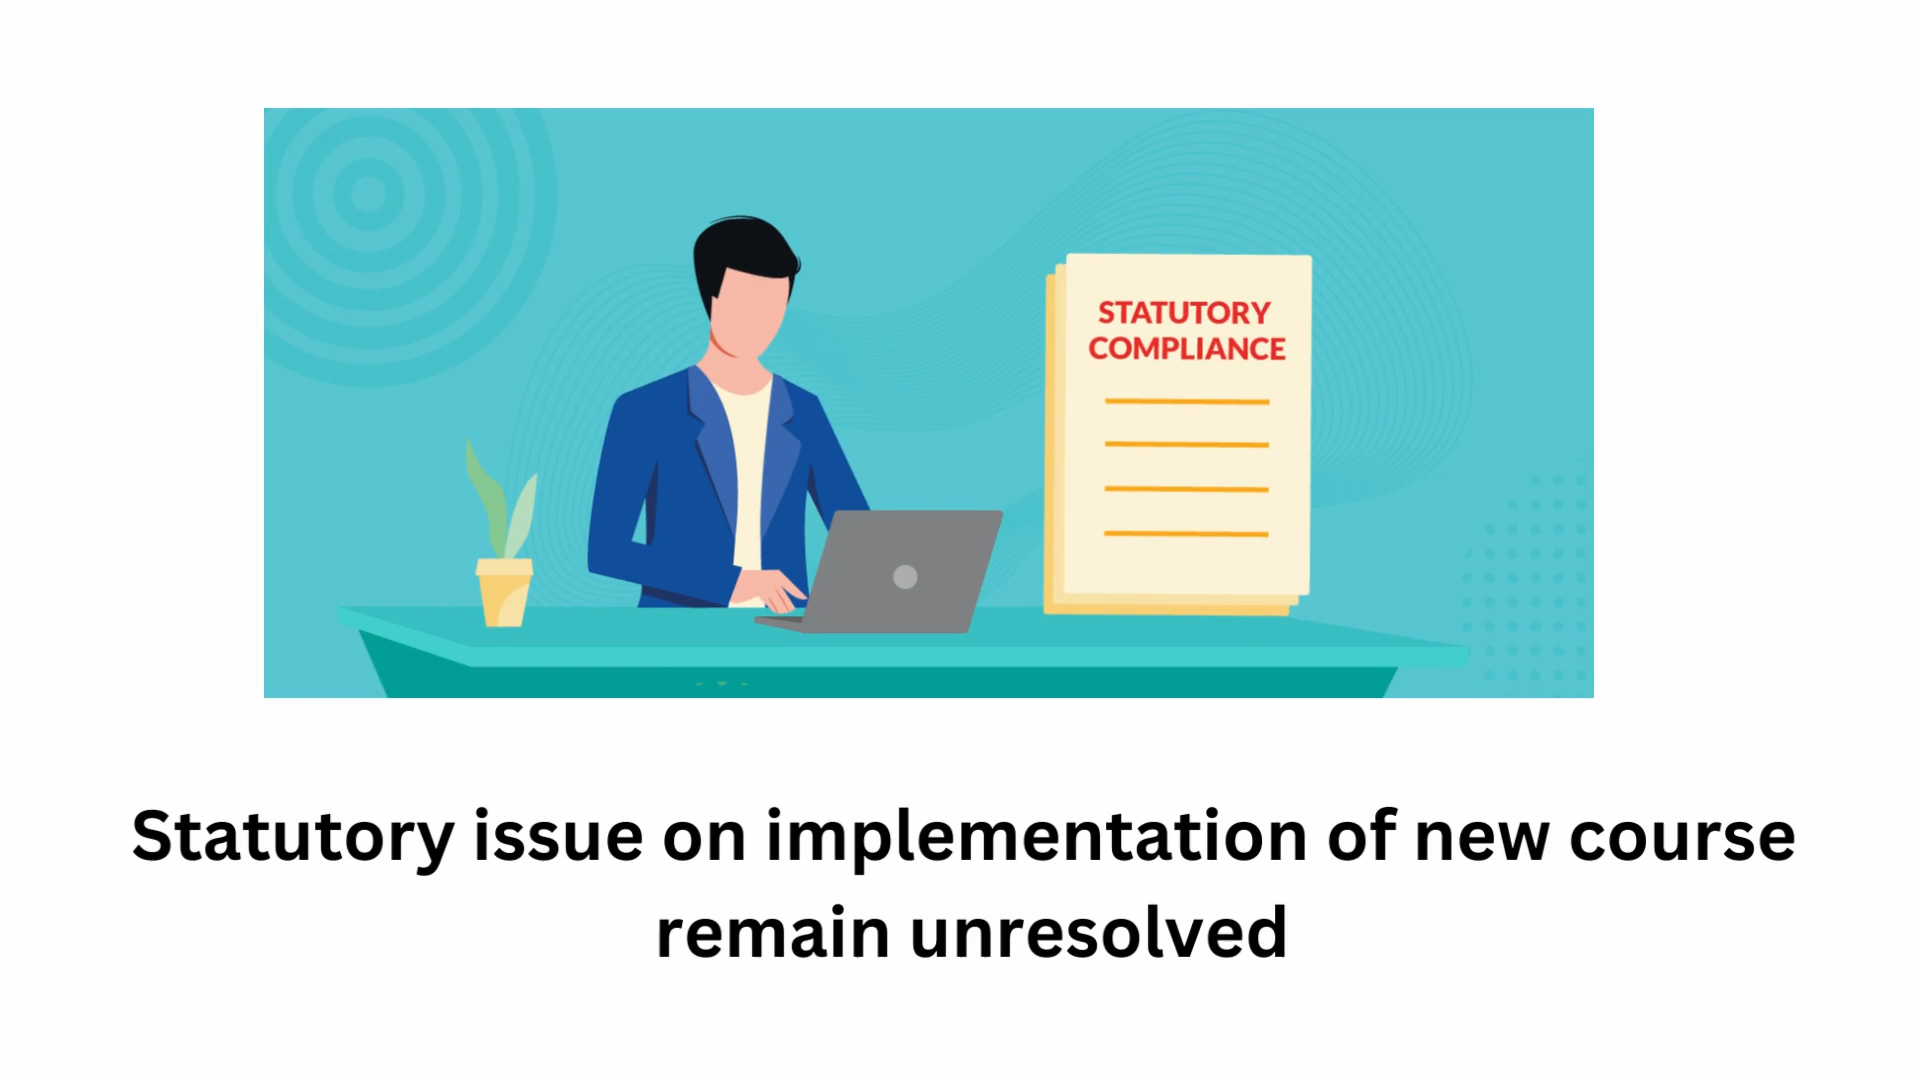 STATUTORY
COMPLIANCE
Statutory issue on implementation of new course
remain unresolved